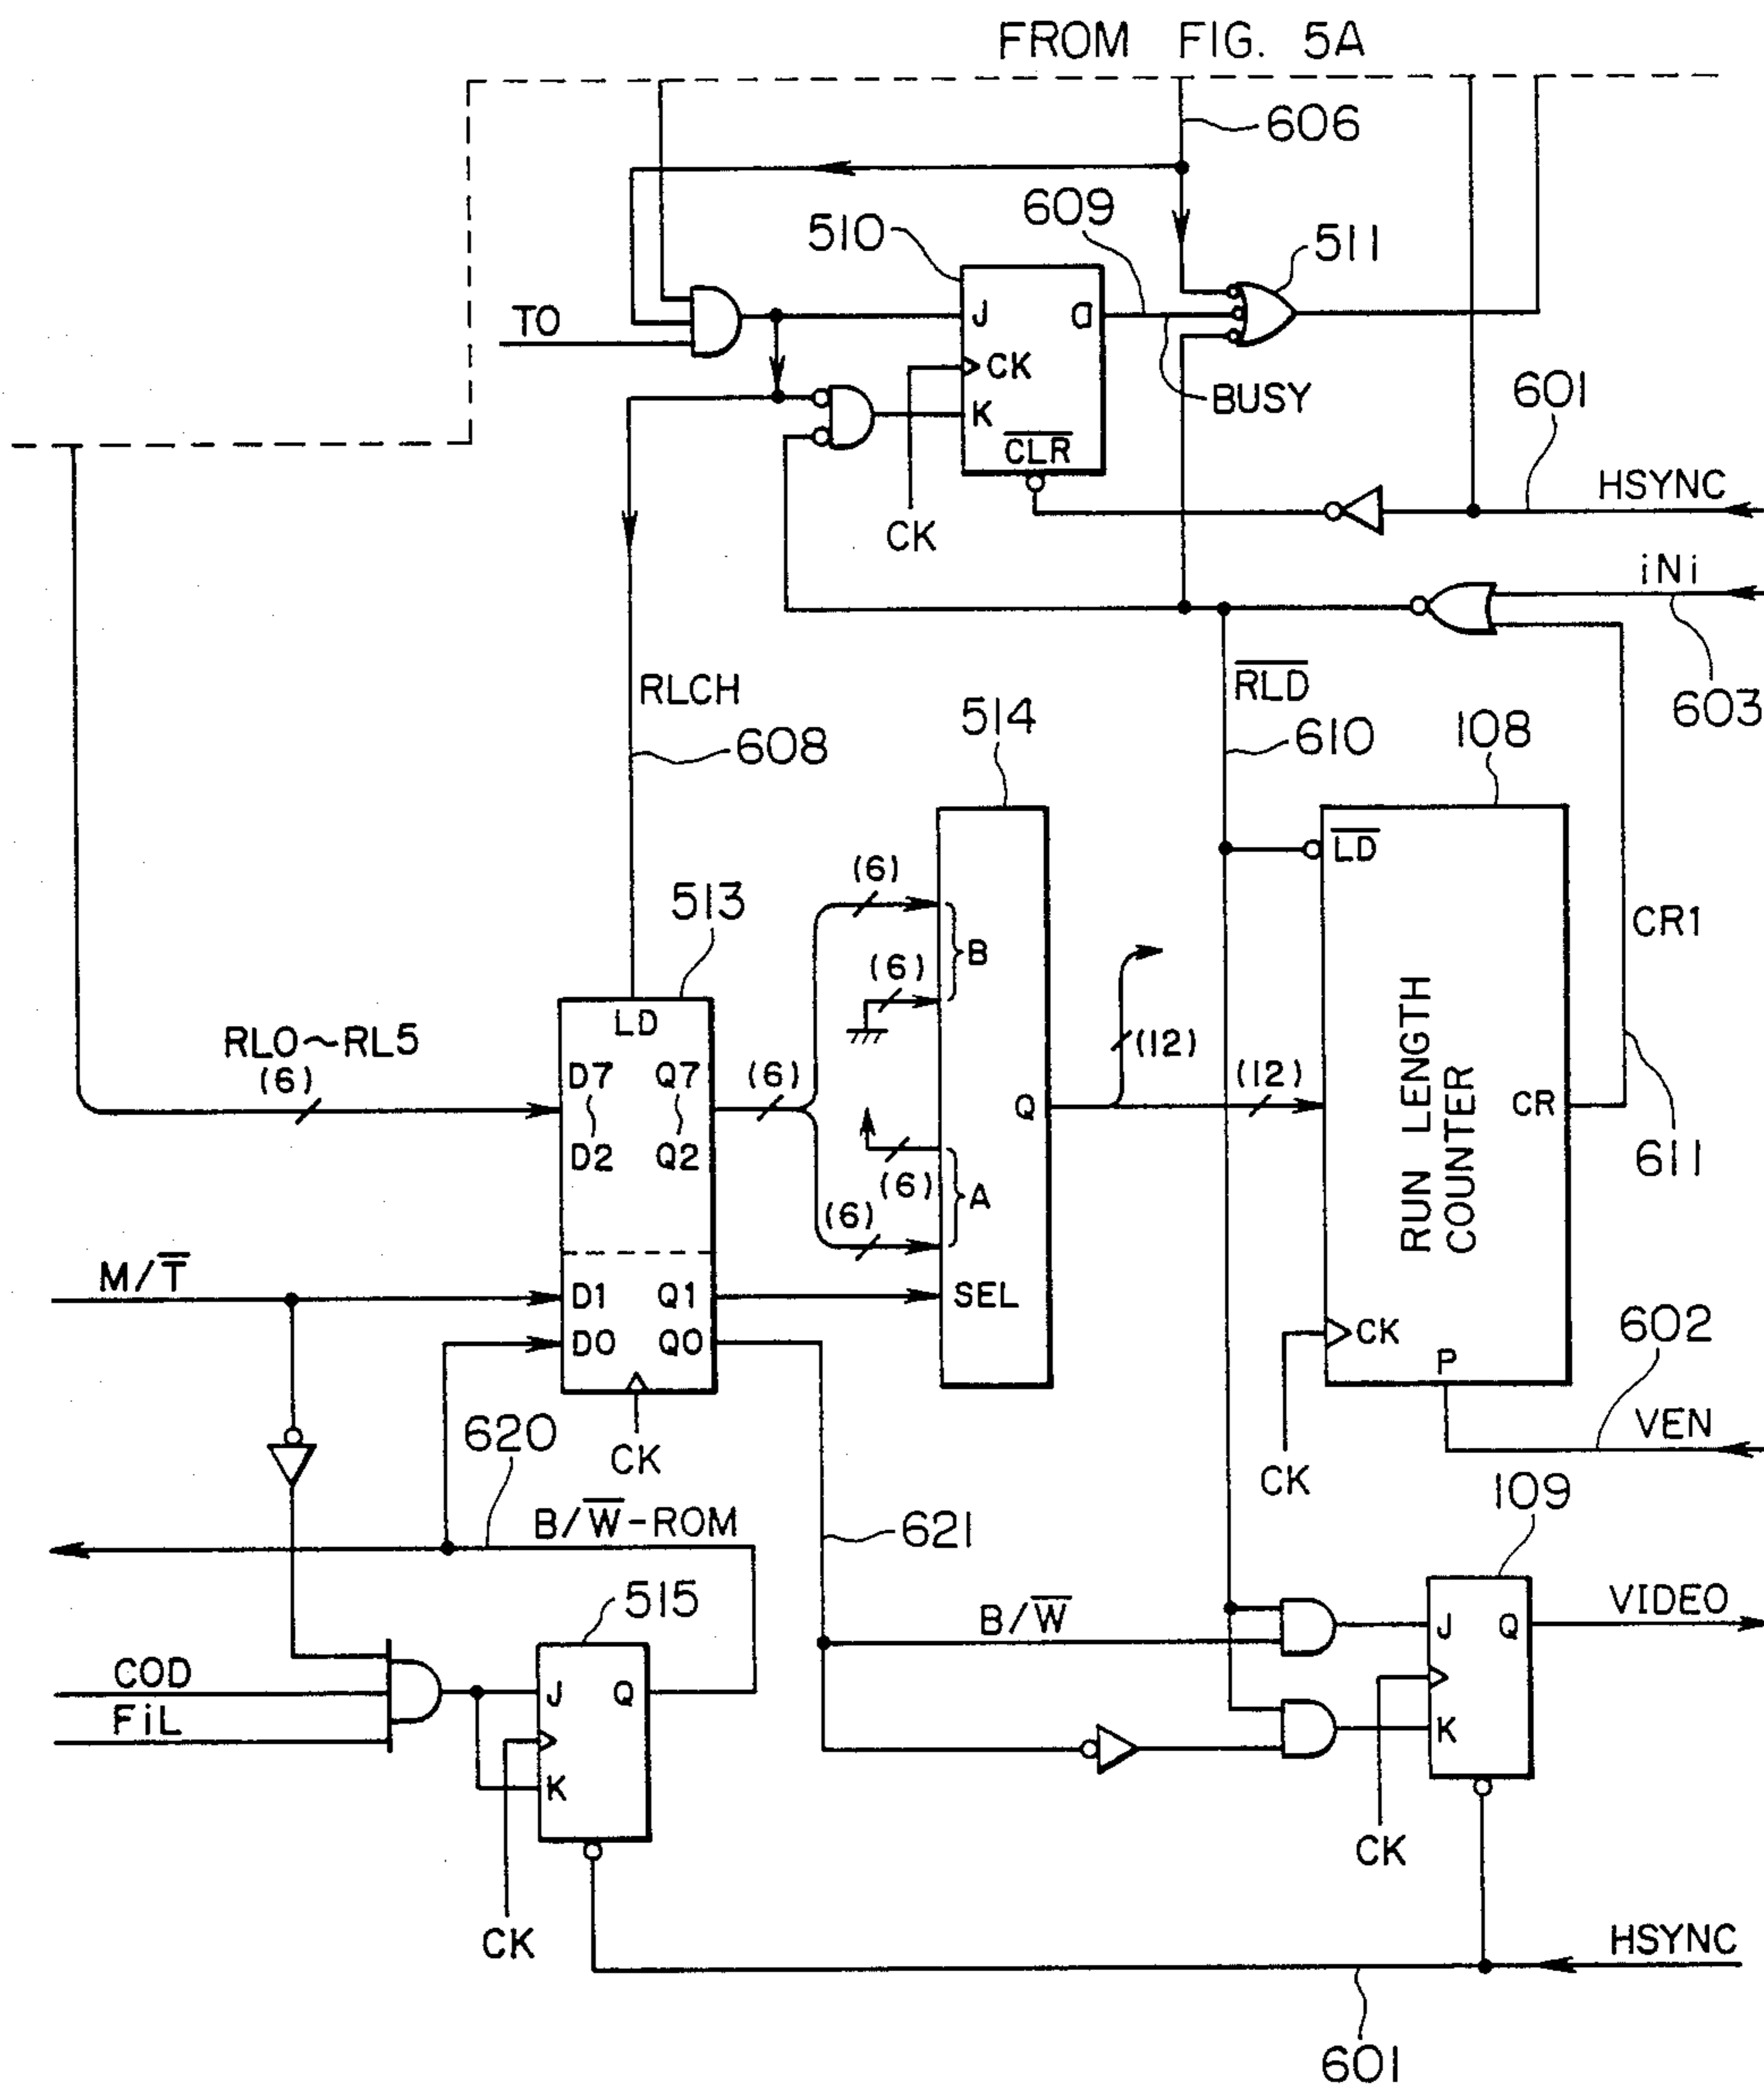 FROM FIG. 5A
606
609
510
511
TO
J
Q
CK
K
C̅L̅R̅
BUSY
CK
601
HSYNC
iNi
603
RLCH
608
R̅L̅D̅
610
514
108
L̅D̅
(6)
B
(6)
513
CR1
LD
RL0~RL5
(6)
D7
Q7
(6)
D2
Q2
(12)
(12)
Q
RUN LENGTH
COUNTER
CR
611
(6)
A
(6)
M/T̅
D1
Q1
SEL
D0
Q0
CK
P
602
VEN
CK
CK
620
B/W̅-ROM
621
109
515
B/W̅
VIDEO
J
Q
COD
FiL
J
Q
K
K
CK
CK
HSYNC
601